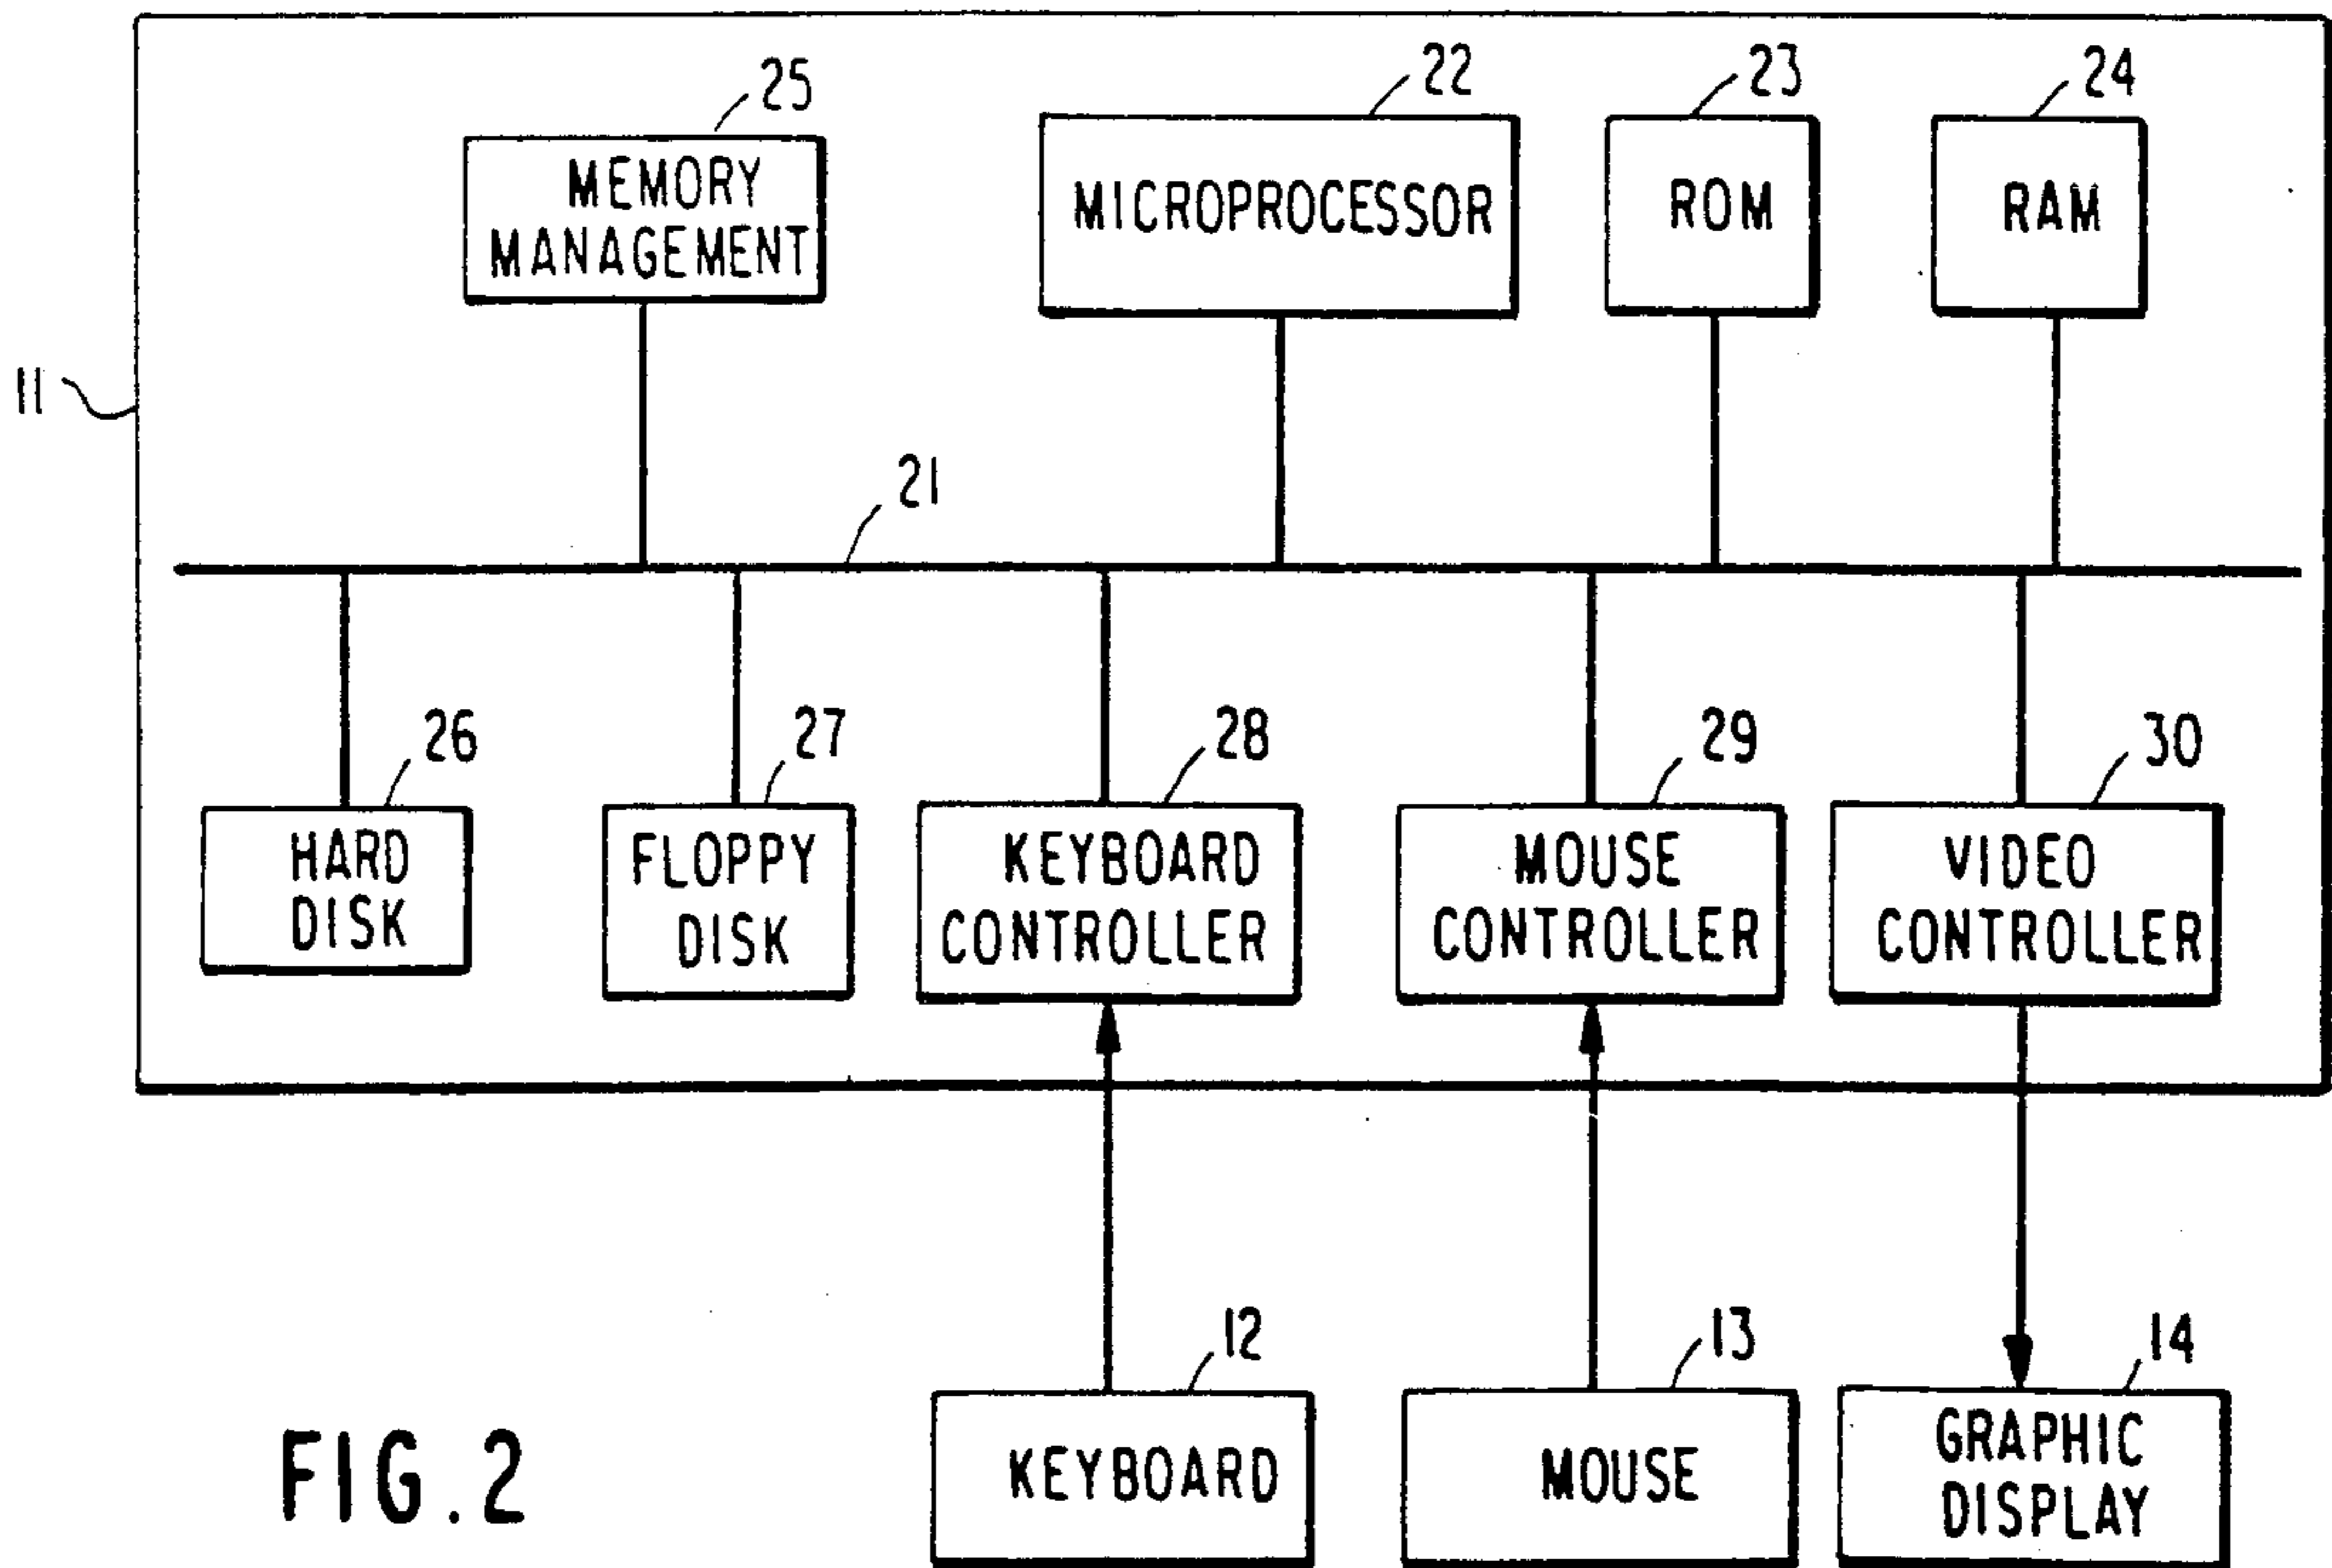 25
22
23
24
MEMORY
MANAGEMENT
MICROPROCESSOR
ROM
RAM
11
21
26
27
28
29
30
HARD
DISK
FLOPPY
DISK
KEYBOARD
CONTROLLER
MOUSE
CONTROLLER
VIDEO
CONTROLLER
12
13
14
KEYBOARD
MOUSE
GRAPHIC
DISPLAY
FIG.2